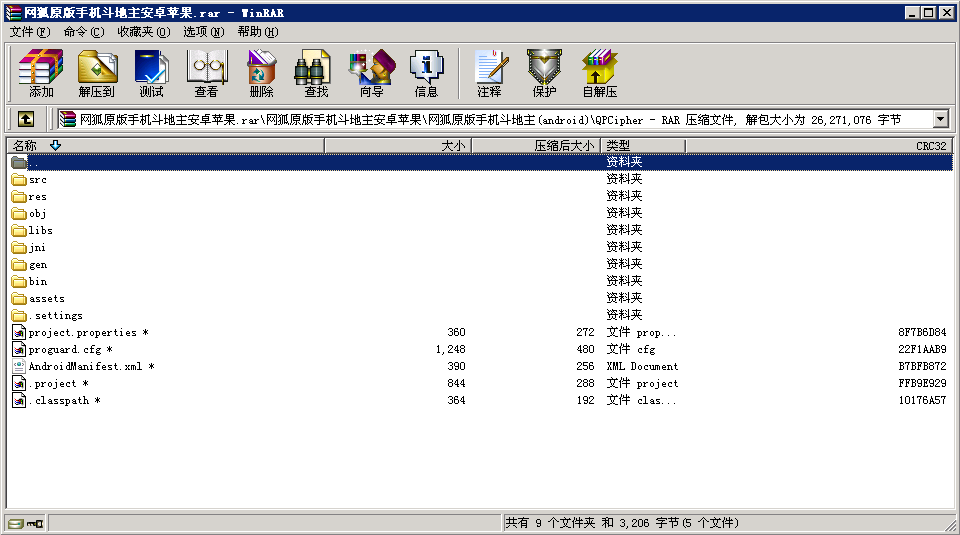 网狐原版手机斗地主安卓苹果.rar - WinRAR
文件(F) 命令(C) 收藏夹(O) 选项(N) 帮助(H)
添加 解压到 测试 查看 删除 查找 向导 信息 注释 保护 自解压
网狐原版手机斗地主安卓苹果.rar\网狐原版手机斗地主安卓苹果\网狐原版手机斗地主(android)\QPCipher - RAR 压缩文件, 解包大小为 26,271,076 字节
名称 大小 压缩后大小 类型 CRC32
.. 资料夹
src 资料夹
res 资料夹
obj 资料夹
libs 资料夹
jni 资料夹
gen 资料夹
bin 资料夹
assets 资料夹
.settings 资料夹
project.properties * 360 272 文件 prop... 8F7B6D84
proguard.cfg * 1,248 480 文件 cfg 22F1AAB9
AndroidManifest.xml * 390 256 XML Document B7BFB872
.project * 844 288 文件 project FFB9E929
.classpath * 364 192 文件 clas... 10176A57
共有 9 个文件夹 和 3,206 字节(5 个文件)